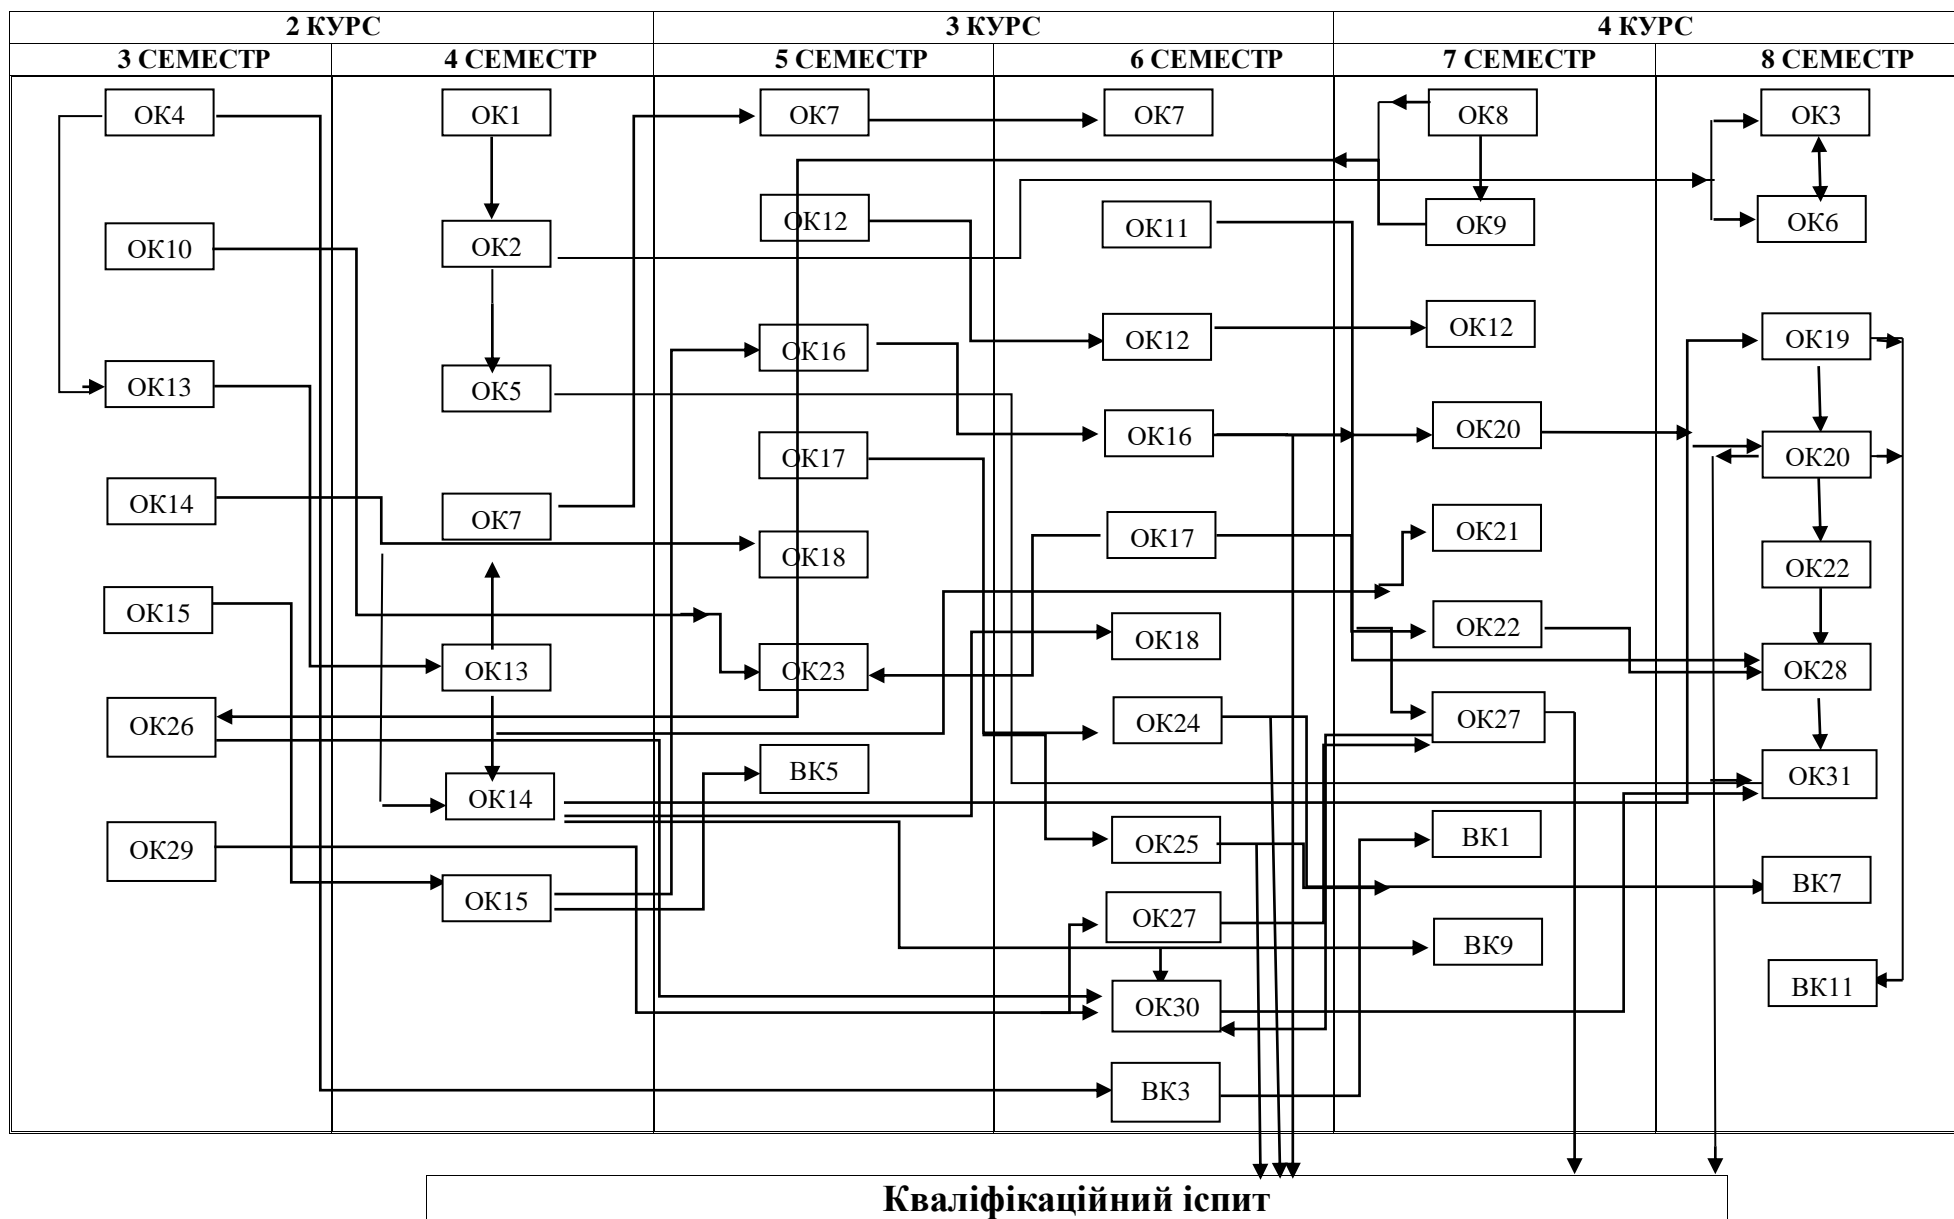 2 КУРС
3 КУРС
4 КУРС
3 СЕМЕСТР
4 СЕМЕСТР
5 СЕМЕСТР
6 СЕМЕСТР
7 СЕМЕСТР
8 СЕМЕСТР
ОК4
ОК10
ОК13
ОК14
ОК15
ОК26
ОК29
ОК1
ОК2
ОК5
ОК7
ОК13
ОК14
ОК15
ОК7
ОК12
ОК16
ОК17
ОК18
ОК23
ВК5
ОК7
ОК11
ОК12
ОК16
ОК17
ОК18
ОК24
ОК25
ОК27
ОК30
ВК3
ОК8
ОК9
ОК12
ОК20
ОК21
ОК22
ОК27
ВК1
ВК9
ОК3
ОК6
ОК19
ОК20
ОК22
ОК28
ОК31
ВК7
ВК11
Кваліфікаційний іспит